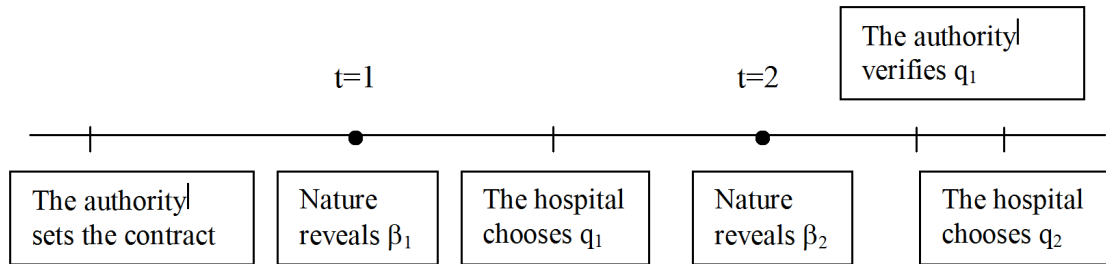 The authority
verifies q₁
t=1
t=2
The authority
sets the contract
Nature
reveals β₁
The hospital
chooses q₁
Nature
reveals β₂
The hospital
chooses q₂